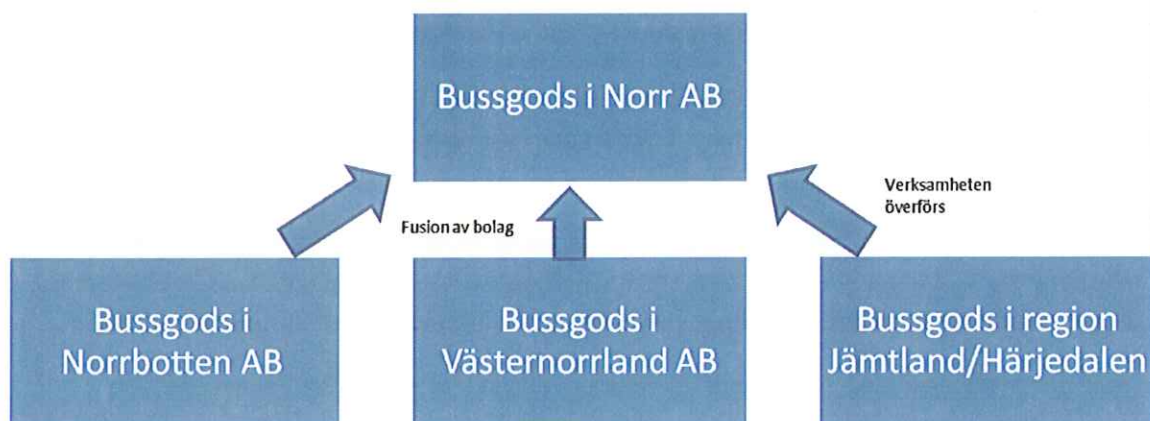 Bussgods i Norr AB
Verksamheten
överförs
Fusion av bolag
Bussgods i
Norrbotten AB
Bussgods i
Västernorrland AB
Bussgods i region
Jämtland/Härjedalen